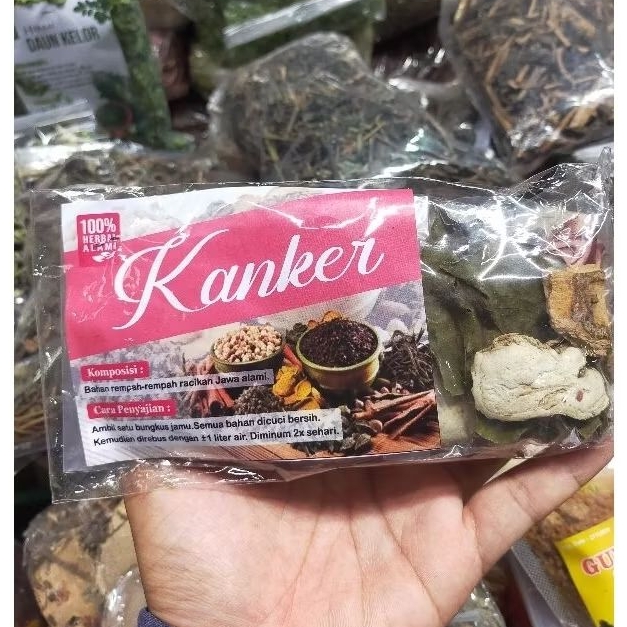 DAUN KELOR
100%
HERBAL
ALAMI
Kanker
Komposisi :
Bahan rempah-rempah racikan Jawa alami.
Cara Penyajian :
Ambil satu bungkus jamu.Semua bahan dicuci bersih.
Kemudian direbus dengan ±1 liter air. Diminum 2x sehari.
GU